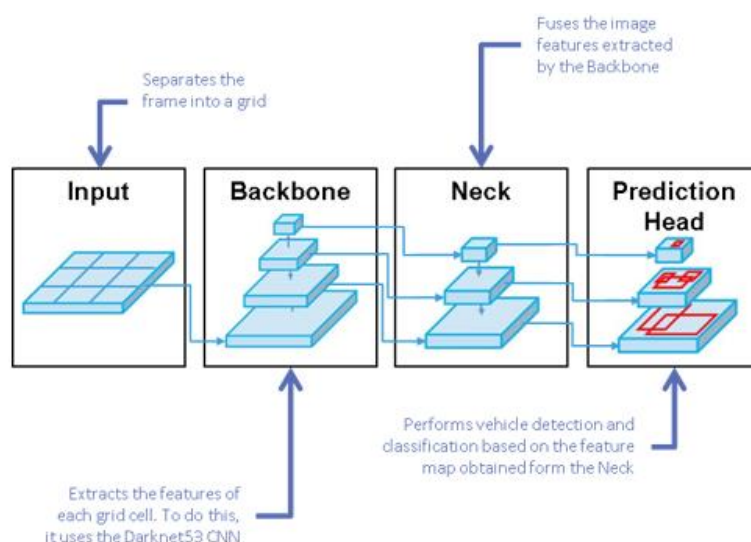 Fuses the image
features extracted
by the Backbone
Separates the
frame into a grid
Input
Backbone
Neck
Prediction
Head
Performs vehicle detection and
classification based on the feature
map obtained form the Neck
Extracts the features of
each grid cell. To do this,
it uses the Darknet53 CNN